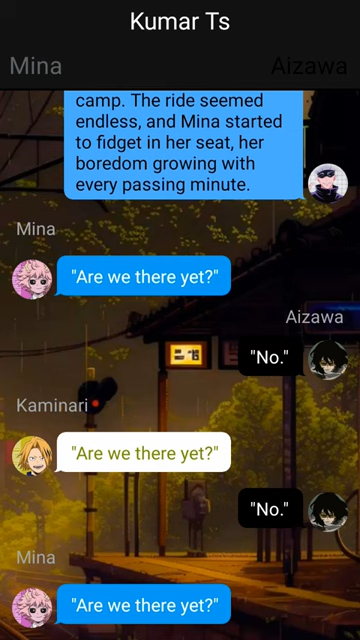 Kumar Ts
Mina
Aizawa
camp. The ride seemed
endless, and Mina started
to fidget in her seat, her
boredom growing with
every passing minute.
Mina
"Are we there yet?"
Aizawa
"No."
Kaminari
"Are we there yet?"
"No."
Mina
"Are we there yet?"